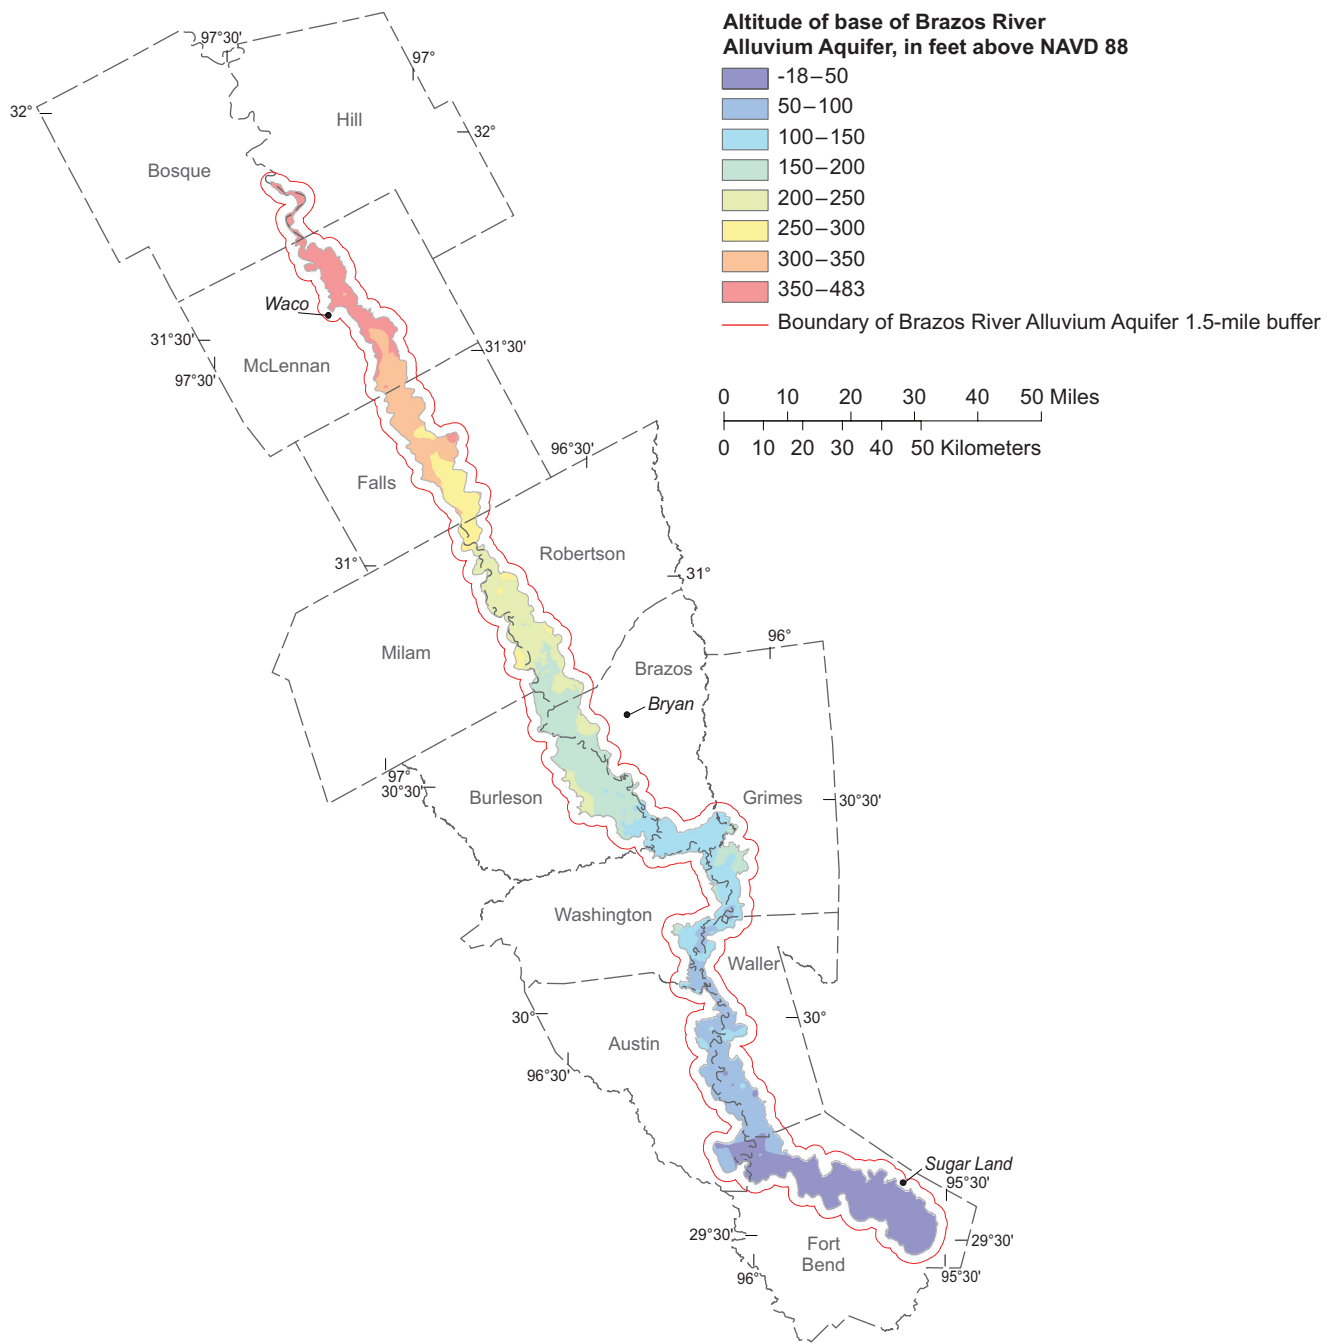 Altitude of base of Brazos River
Alluvium Aquifer, in feet above NAVD 88
-18–50
50–100
100–150
150–200
200–250
250–300
300–350
350–483
Boundary of Brazos River Alluvium Aquifer 1.5-mile buffer
0 10 20 30 40 50 Miles
0 10 20 30 40 50 Kilometers
97°30'
97°
32°
32°
Hill
Bosque
Waco
31°30'
31°30'
McLennan
97°30'
96°30'
Falls
Robertson
31°
31°
96°
Milam
Brazos
Bryan
97°
30°30'
Burleson
Grimes
30°30'
Washington
Waller
30°
30°
Austin
96°30'
Sugar Land
95°30'
29°30'
Fort
Bend
29°30'
96°
95°30'